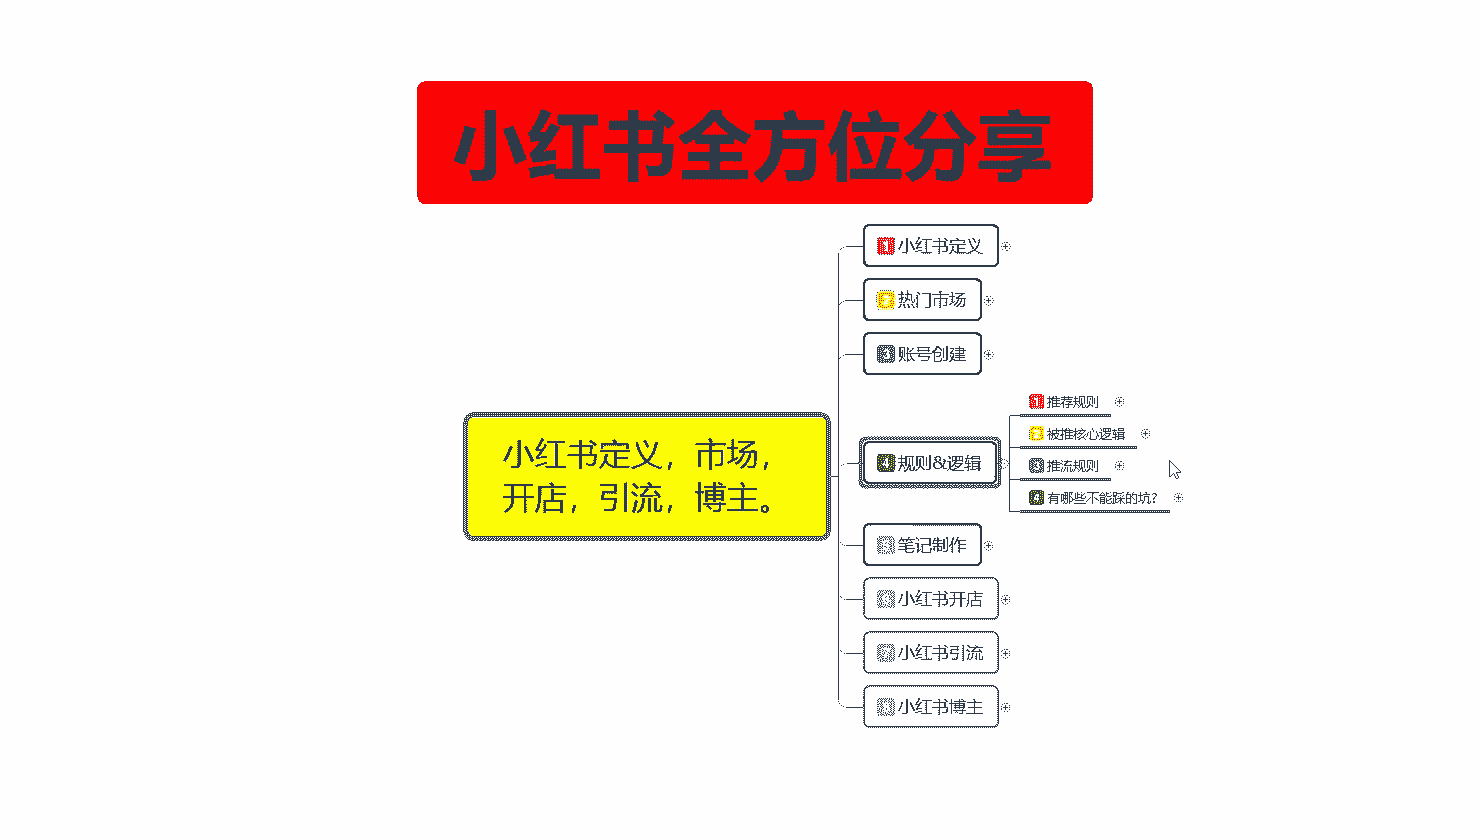 小红书全方位分享
1 小红书定义
2 热门市场
3 账号创建
小红书定义，市场，
开店，引流，博主。
4 规则&逻辑
1 推荐规则
2 被推核心逻辑
3 推流规则
4 有哪些不能踩的坑？
5 笔记制作
6 小红书开店
7 小红书引流
8 小红书博主